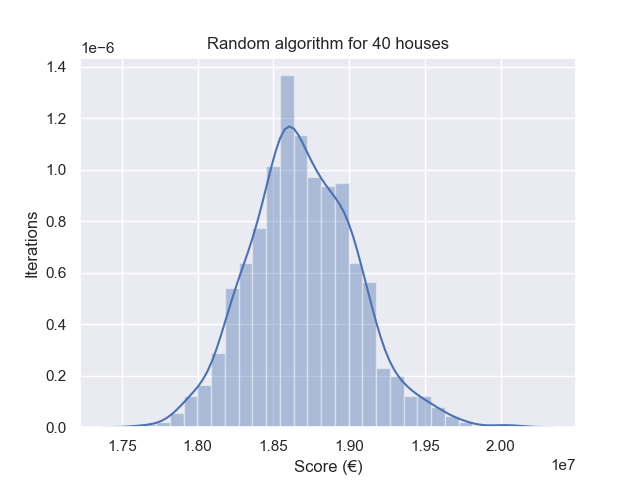 Random algorithm for 40 houses
1e−6
1.4
1.2
1.0
0.8
0.6
0.4
0.2
0.0
Iterations
1.75 1.80 1.85 1.90 1.95 2.00
Score (€)
1e7